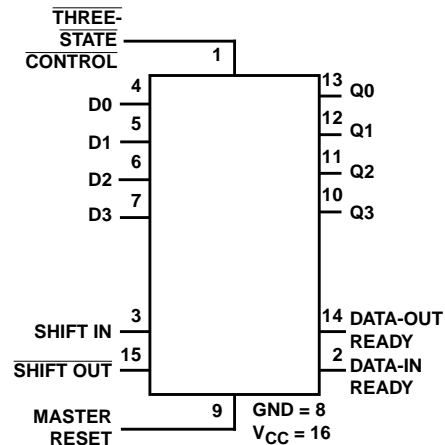 THREE-
STATE
CONTROL
1
4
D0
5
D1
6
D2
7
D3
13
Q0
12
Q1
11
Q2
10
Q3
3
SHIFT IN
15
SHIFT OUT
14
DATA-OUT
READY
2
DATA-IN
READY
9
MASTER
RESET
GND = 8
VCC = 16